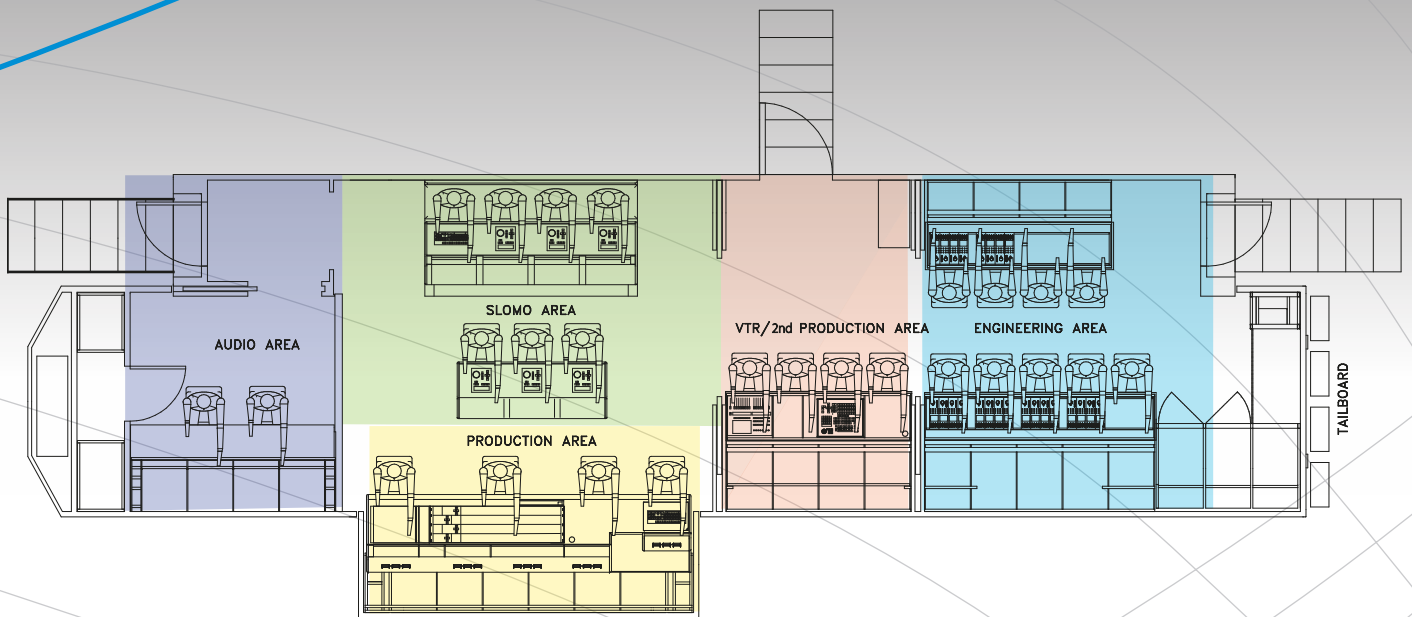 SLOMO AREA
AUDIO AREA
VTR/2nd PRODUCTION AREA
ENGINEERING AREA
PRODUCTION AREA
TAILBOARD